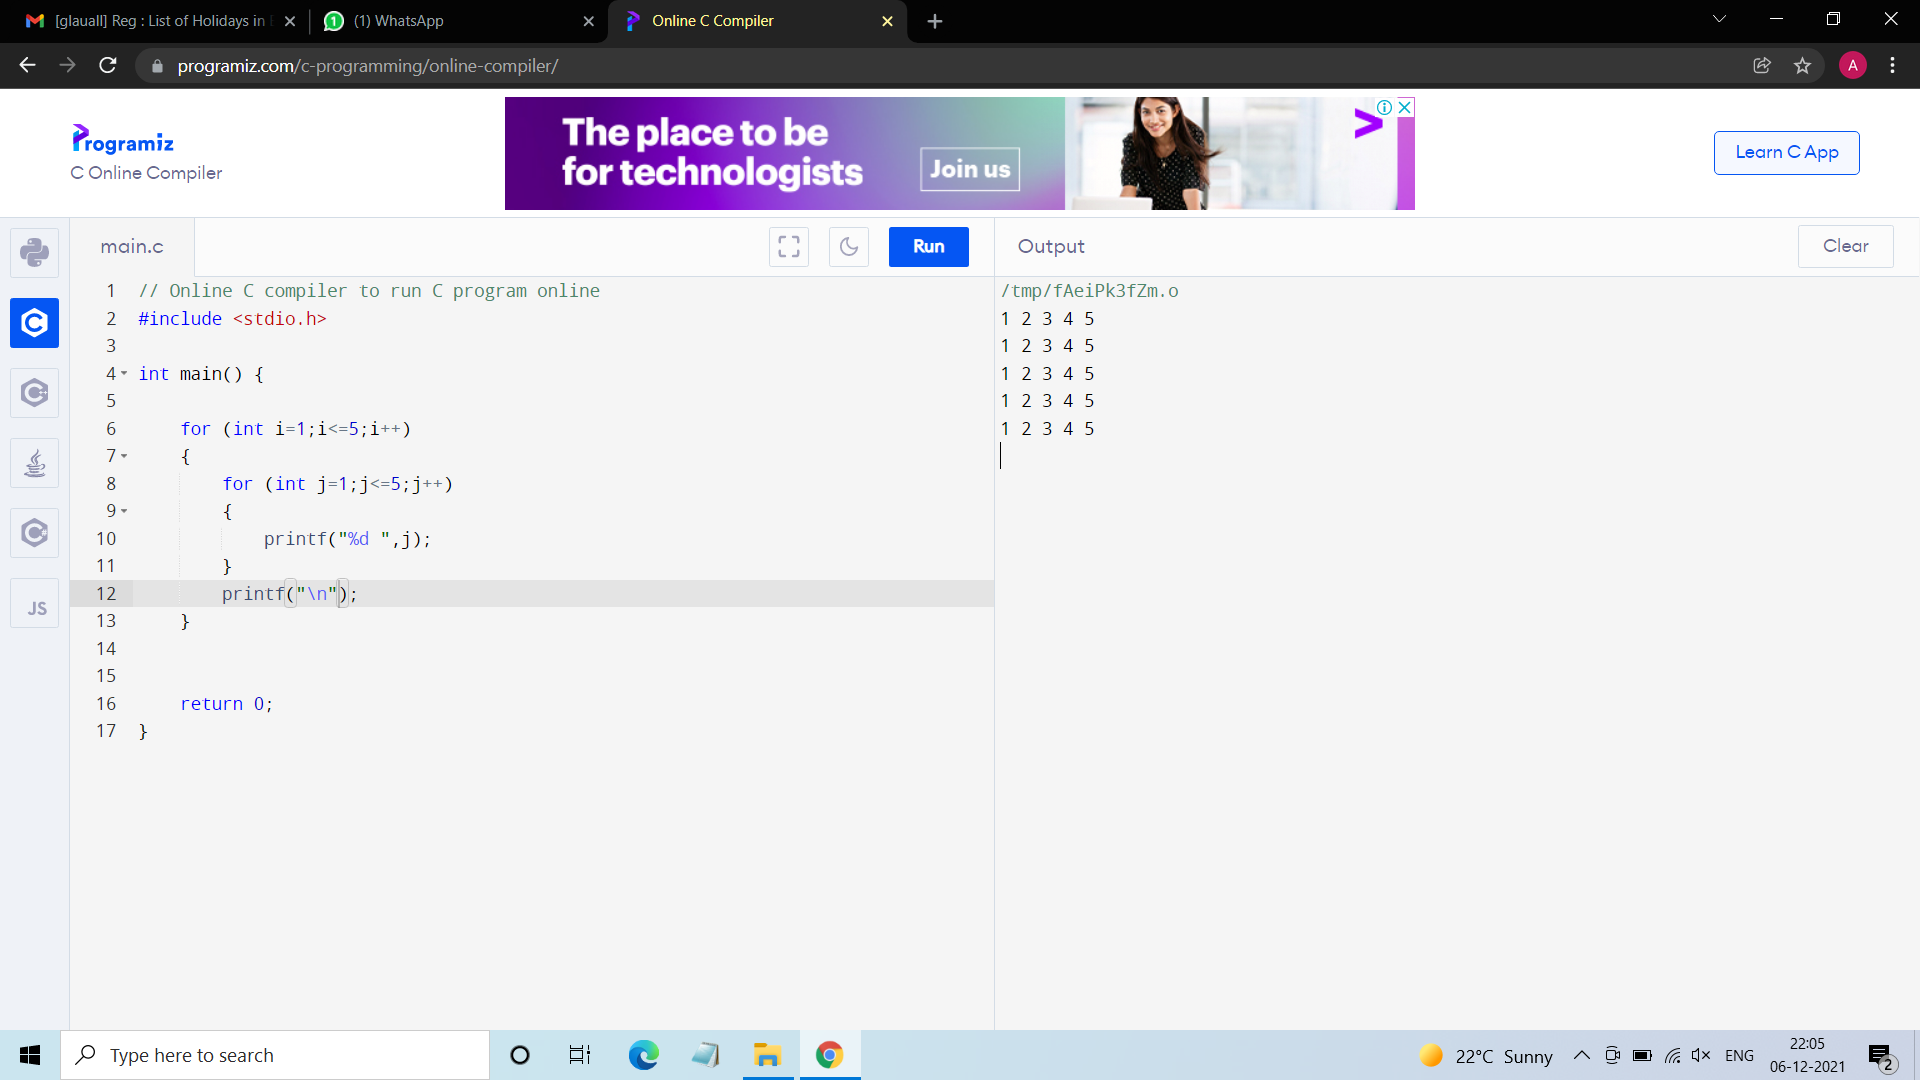 [glauall] Reg : List of Holidays in
(1) WhatsApp
Online C Compiler
programiz.com/c-programming/online-compiler/
A
Programiz
C Online Compiler
The place to be
for technologists
Join us
Learn C App
main.c
Run
Output
Clear
1 // Online C compiler to run C program online
2 #include <stdio.h>
3
4 int main() {
5
6 for (int i=1;i<=5;i++)
7 {
8 for (int j=1;j<=5;j++)
9 {
10 printf("%d ",j);
11 }
12 printf("\n");
13 }
14
15
16 return 0;
17 }
/tmp/fAeiPk3fZm.o
1 2 3 4 5
1 2 3 4 5
1 2 3 4 5
1 2 3 4 5
1 2 3 4 5
JS
Type here to search
22°C Sunny
ENG
22:05
06-12-2021
2